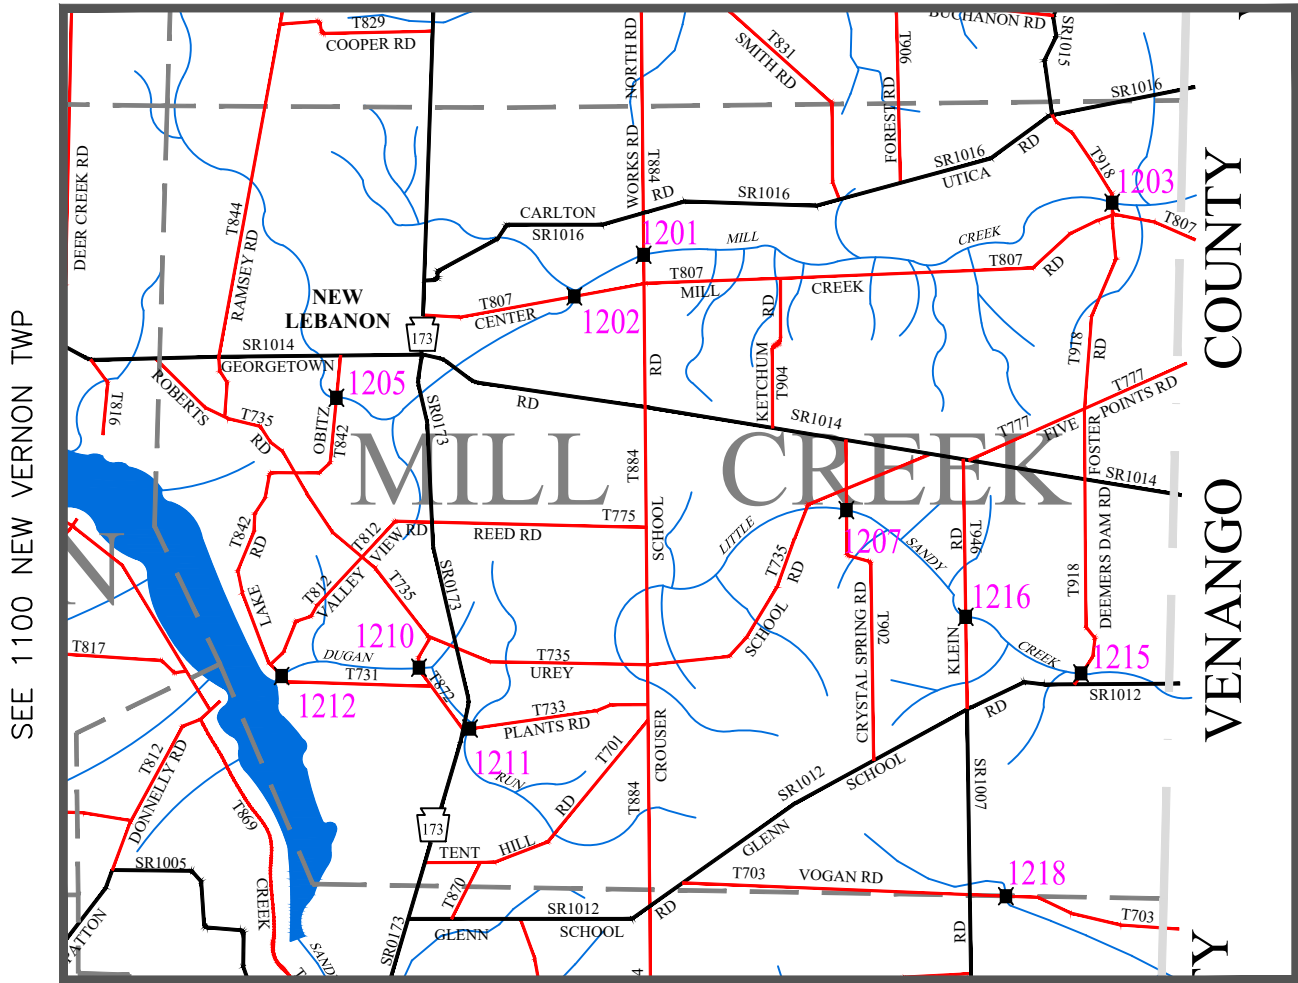 T829
COOPER RD
NORTH RD
T831
SMITH RD
T906
BUCHANON RD
SR1015
SR1016
FOREST RD
WORKS RD
T884
SR1016
UTICA
RD
T918
1203
T807
DEER CREEK RD
T844
RAMSEY RD
RD
SR1016
CARLTON
SR1016
1201
MILL
CREEK
T807
MILL
CREEK
T807
RD
COUNTY
NEW
LEBANON
T807
CENTER
1202
RD
173
SR1014
GEORGETOWN
T816
ROBERTS
T735
RD
1205
OBITZ
T842
SR0173
RD
RD
KETCHUM
T904
SR1014
T918
RD
T777
T777
FIVE POINTS RD
FOSTER
SR1014
MILL CREEK
SEE 1100 NEW VERNON TWP
N
T842
RD
LAKE
T812
RD
T812
VALLEY VIEW
REED RD
T775
T884
SCHOOL
LITTLE
1207
SANDY
T735
RD
SCHOOL
RD
T946
T918
DEEMERS DAM RD
VENANGO
T735
SR0173
1210
DUGAN
T731
T872
1212
T735
UREY
T817
T902
CRYSTAL SPRING RD
1216
KLEIN
CREEK
1215
SR1012
RD
T733
PLANTS RD
1211
RUN
T701
RD
CROUSER
T884
T812
DONNELLY RD
T869
CREEK
SR1005
PATTON
173
TENT
HILL
T870
SR1012
SCHOOL
GLENN
SR1007
T703
VOGAN RD
1218
T703
SR0173
GLENN
SR1012
SCHOOL
RD
RD
SAND
T
4
TY